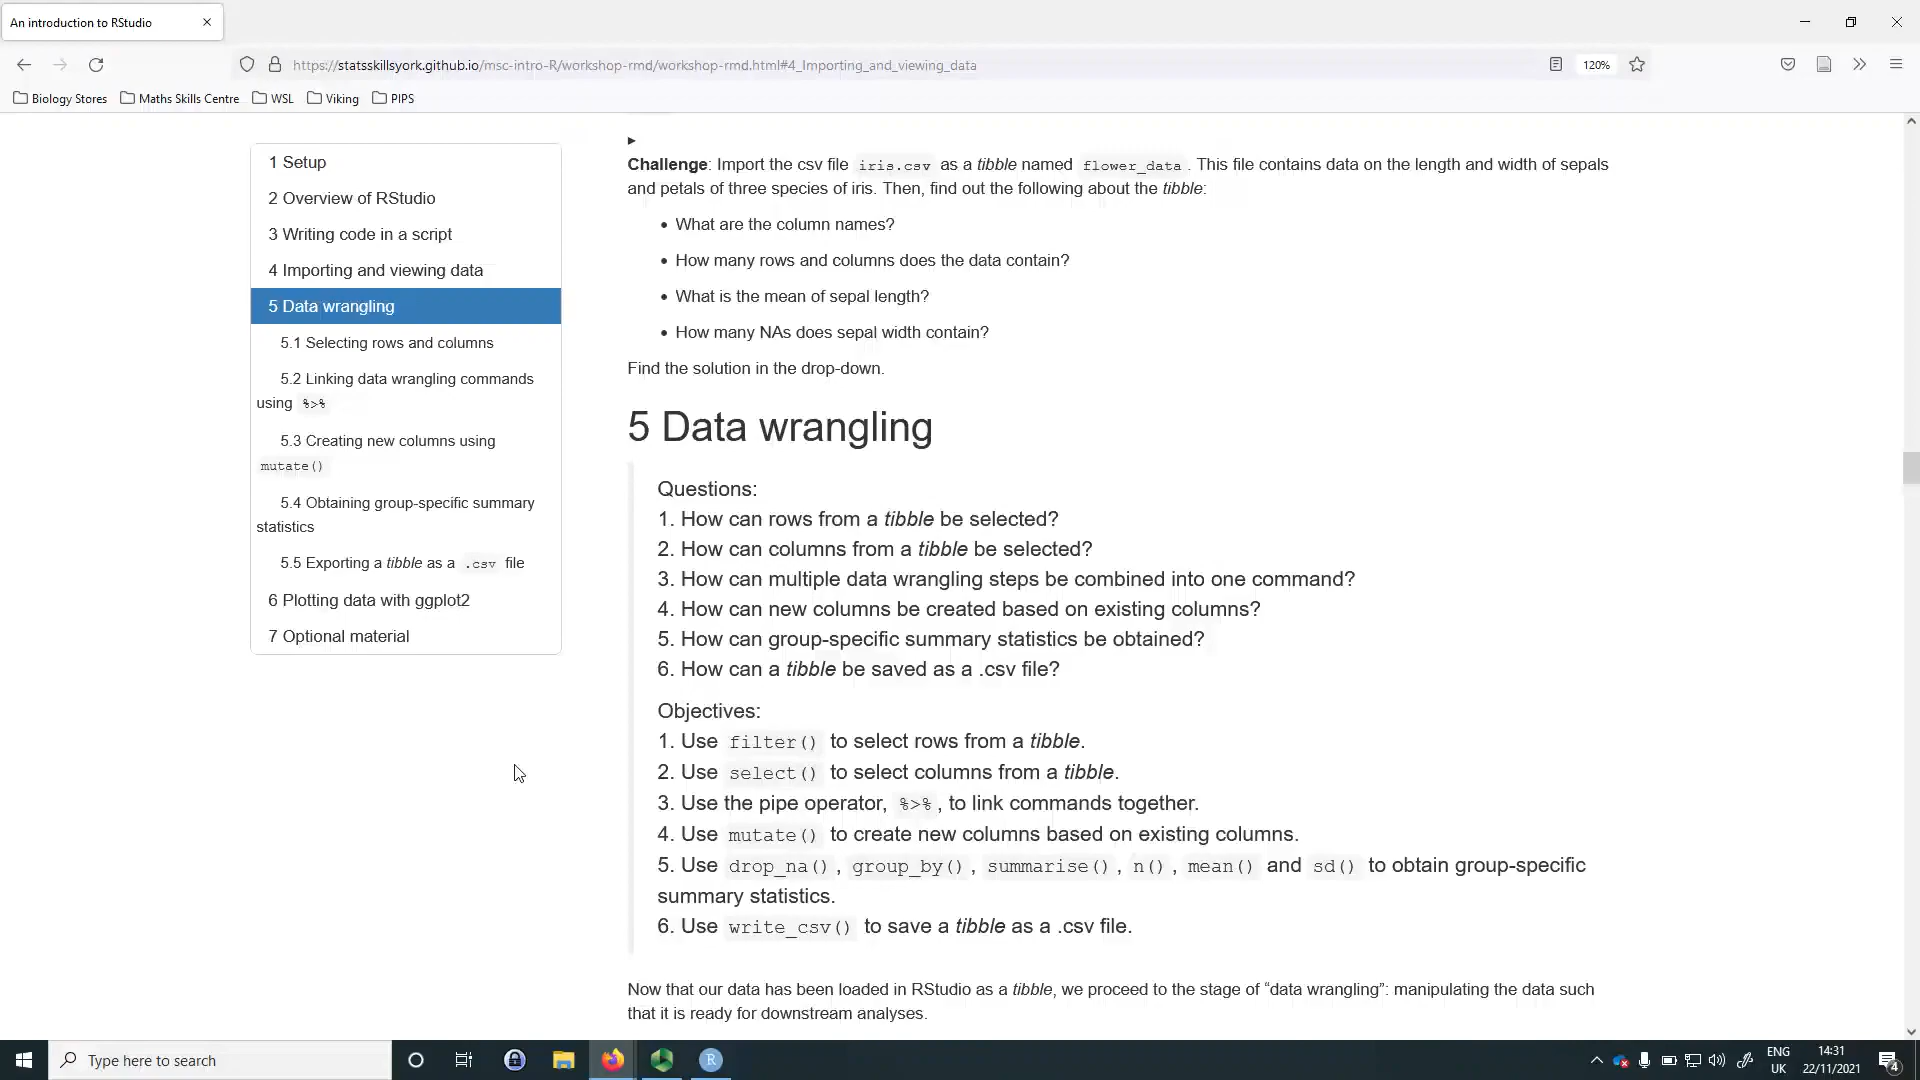 An introduction to RStudio
https://statsskillsyork.github.io/msc-intro-R/workshop-rmd/workshop-rmd.html#4_Importing_and_viewing_data
120%
Biology Stores
Maths Skills Centre
WSL
Viking
PIPS
1 Setup
2 Overview of RStudio
3 Writing code in a script
4 Importing and viewing data
5 Data wrangling
5.1 Selecting rows and columns
5.2 Linking data wrangling commands
using %>%
5.3 Creating new columns using
mutate()
5.4 Obtaining group-specific summary
statistics
5.5 Exporting a tibble as a .csv file
6 Plotting data with ggplot2
7 Optional material
Challenge: Import the csv file iris.csv as a tibble named flower_data. This file contains data on the length and width of sepals
and petals of three species of iris. Then, find out the following about the tibble:
• What are the column names?
• How many rows and columns does the data contain?
• What is the mean of sepal length?
• How many NAs does sepal width contain?
Find the solution in the drop-down.
5 Data wrangling
Questions:
1. How can rows from a tibble be selected?
2. How can columns from a tibble be selected?
3. How can multiple data wrangling steps be combined into one command?
4. How can new columns be created based on existing columns?
5. How can group-specific summary statistics be obtained?
6. How can a tibble be saved as a .csv file?
Objectives:
1. Use filter() to select rows from a tibble.
2. Use select() to select columns from a tibble.
3. Use the pipe operator, %>%, to link commands together.
4. Use mutate() to create new columns based on existing columns.
5. Use drop_na(), group_by(), summarise(), n(), mean() and sd() to obtain group-specific
summary statistics.
6. Use write_csv() to save a tibble as a .csv file.
Now that our data has been loaded in RStudio as a tibble, we proceed to the stage of “data wrangling”: manipulating the data such
that it is ready for downstream analyses.
Type here to search
R
ENG
UK
14:31
22/11/2021
4